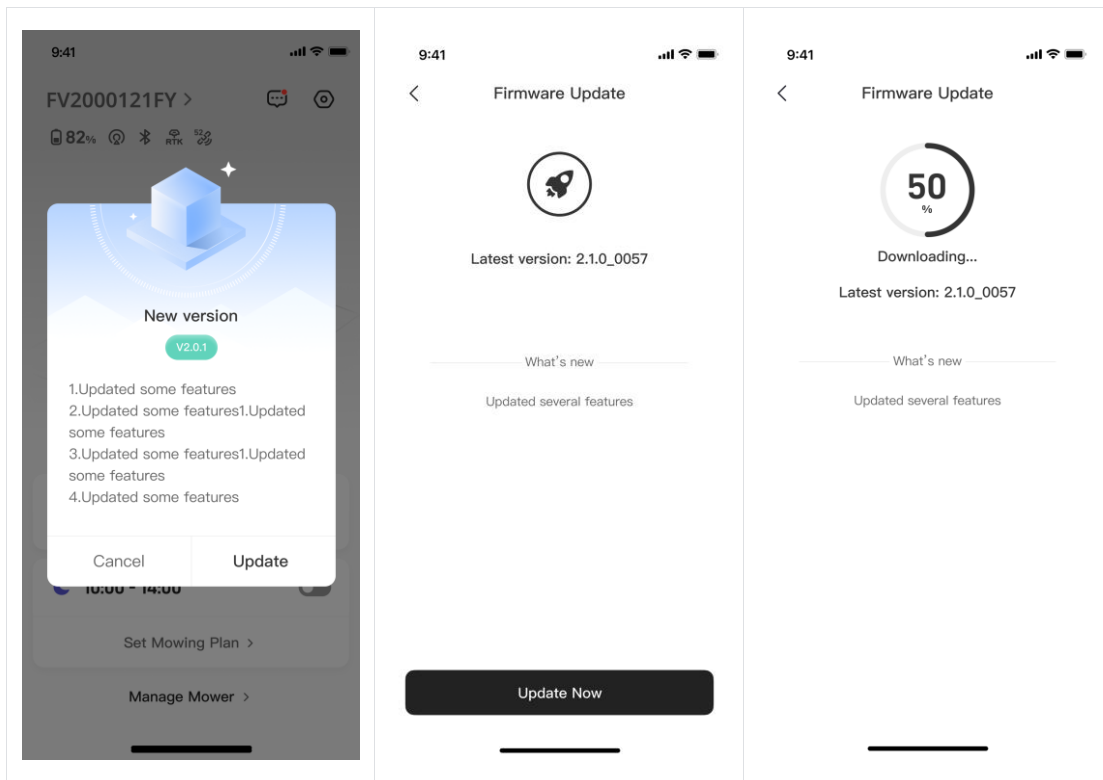 9:41
FV2000121FY >
82%
RTK
52
New version
V2.0.1
1.Updated some features
2.Updated some features1.Updated
some features
3.Updated some features1.Updated
some features
4.Updated some features
Cancel
Update
10:00 - 14:00
Set Mowing Plan >
Manage Mower >
9:41
Firmware Update
Latest version: 2.1.0_0057
What's new
Updated several features
Update Now
9:41
Firmware Update
50
%
Downloading...
Latest version: 2.1.0_0057
What's new
Updated several features